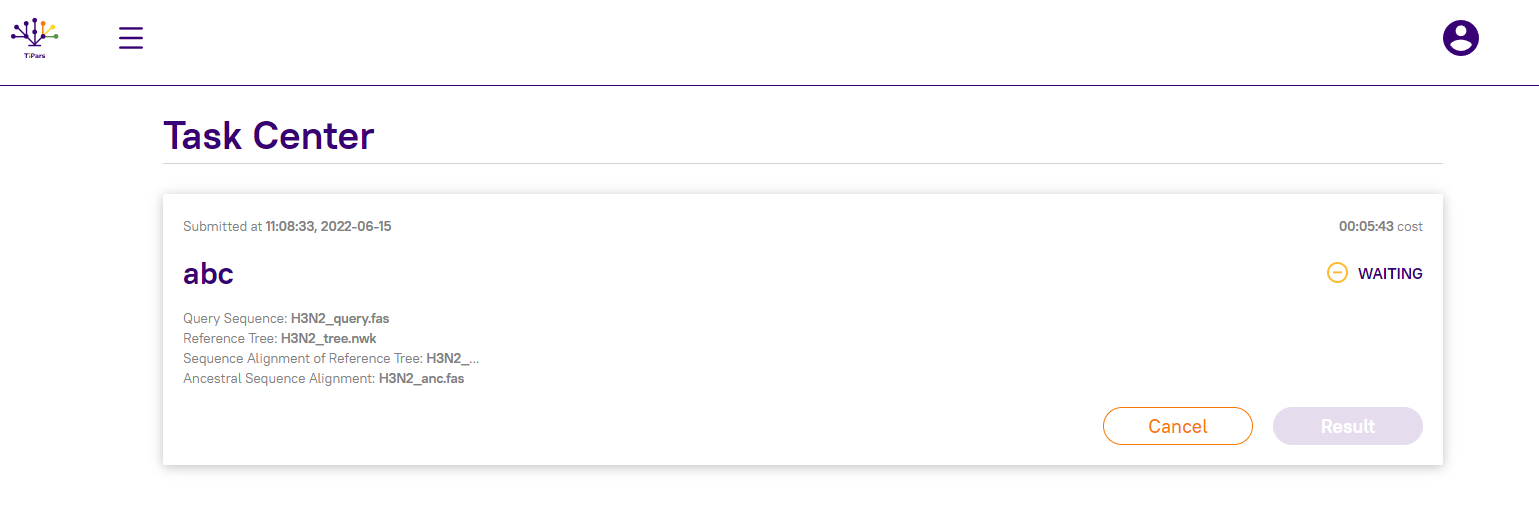 TiPars
Task Center
Submitted at 11:08:33, 2022-06-15
00:05:43 cost
abc
WAITING
Query Sequence: H3N2_query.fas
Reference Tree: H3N2_tree.nwk
Sequence Alignment of Reference Tree: H3N2_...
Ancestral Sequence Alignment: H3N2_anc.fas
Cancel
Result